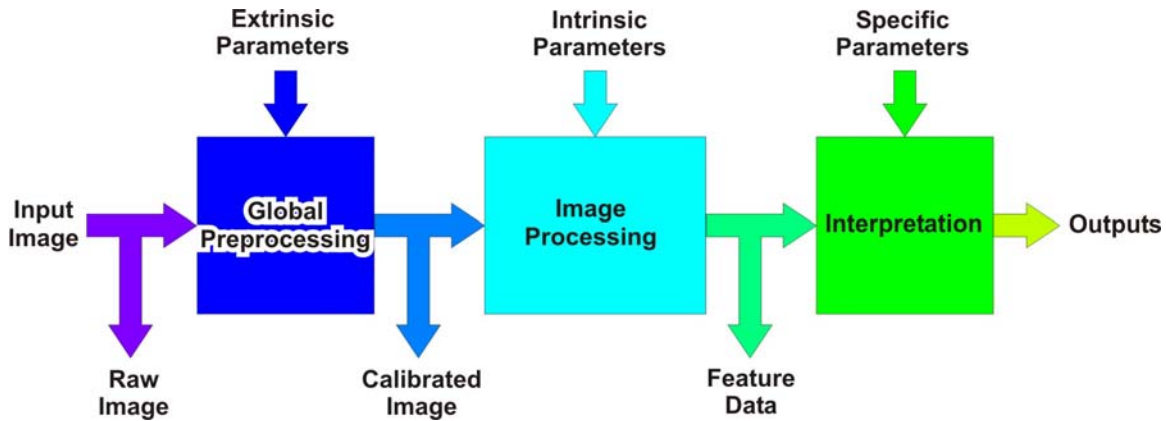 Extrinsic
Parameters
Intrinsic
Parameters
Specific
Parameters
Input
Image
Global
Preprocessing
Image
Processing
Interpretation
Outputs
Raw
Image
Calibrated
Image
Feature
Data